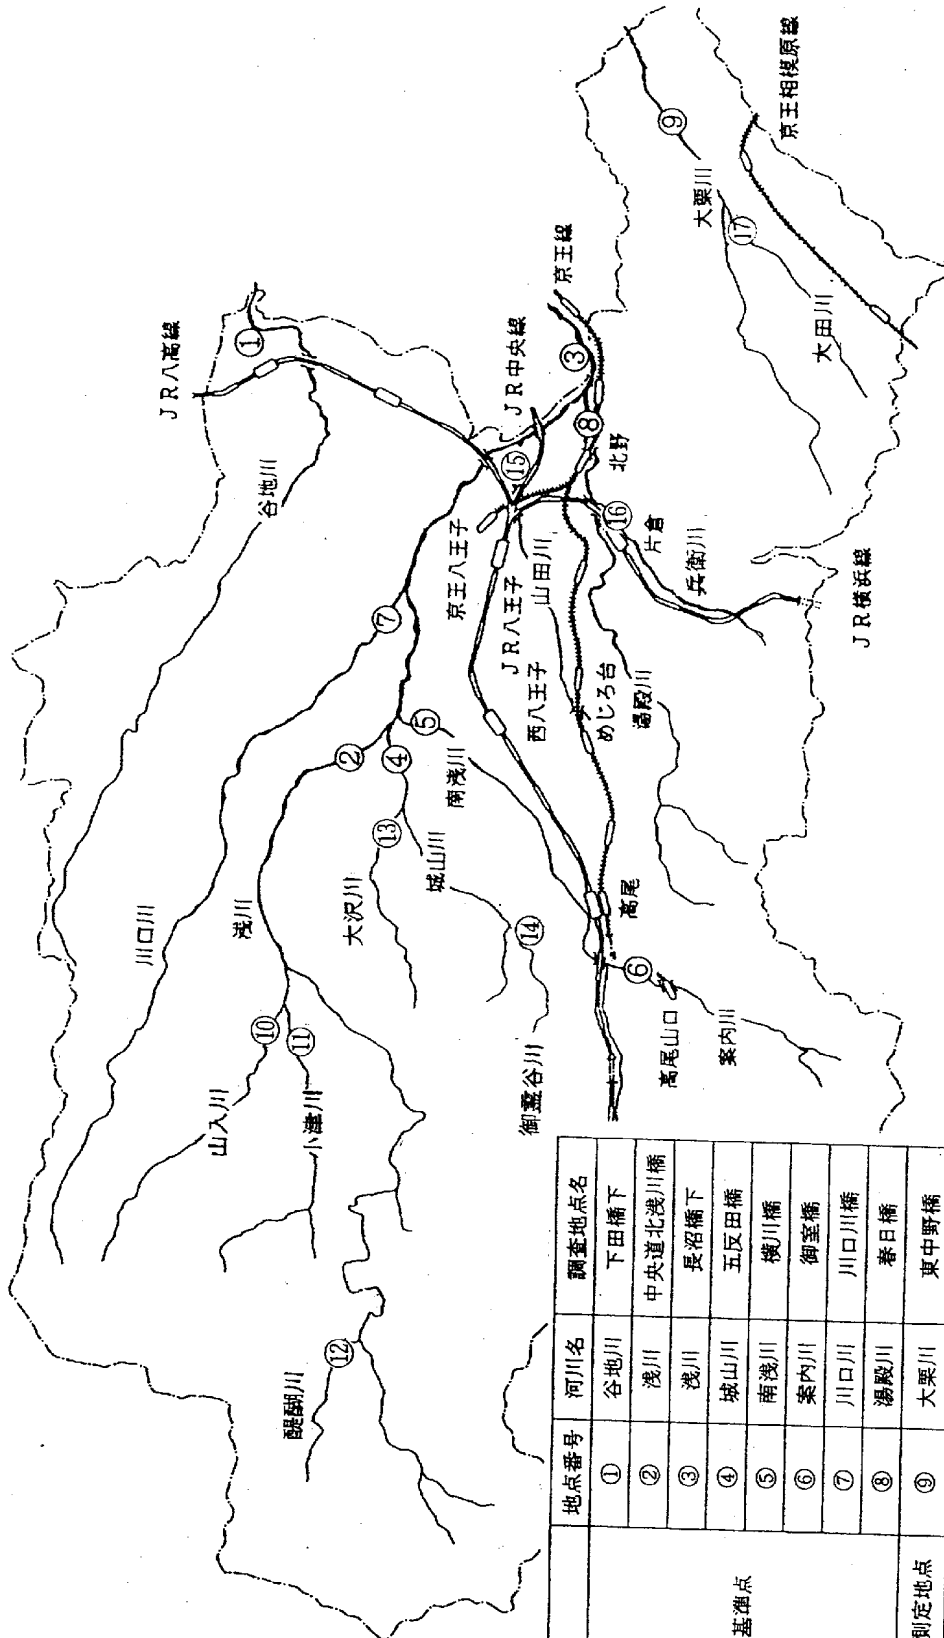 JR八高線
①
谷地川
京王相模原線
⑨
大栗川
⑰
大田川
京王線
③
JR中央線
⑧
⑮
北野
京王八王子
JR八王子
山田川
⑯
片倉
兵衛川
JR横浜線
西八王子
めじろ台
湯殿川
⑦
②
④
⑤
南浅川
⑬
城山川
川口川
浅川
大沢川
⑭
高尾
⑥
高尾山口
案内川
⑩
⑪
山入川
小津川
御霊谷川
⑫
醍醐川
地点番号 河川名 調査地点名
基準点
① 谷地川 下田橋下
② 浅川 中央道北浅川橋
③ 浅川 長沼橋下
④ 城山川 五反田橋
⑤ 南浅川 横川橋
⑥ 案内川 御室橋
⑦ 川口川 川口川橋
⑧ 湯殿川 春日橋
測定地点 ⑨ 大栗川 東中野橋